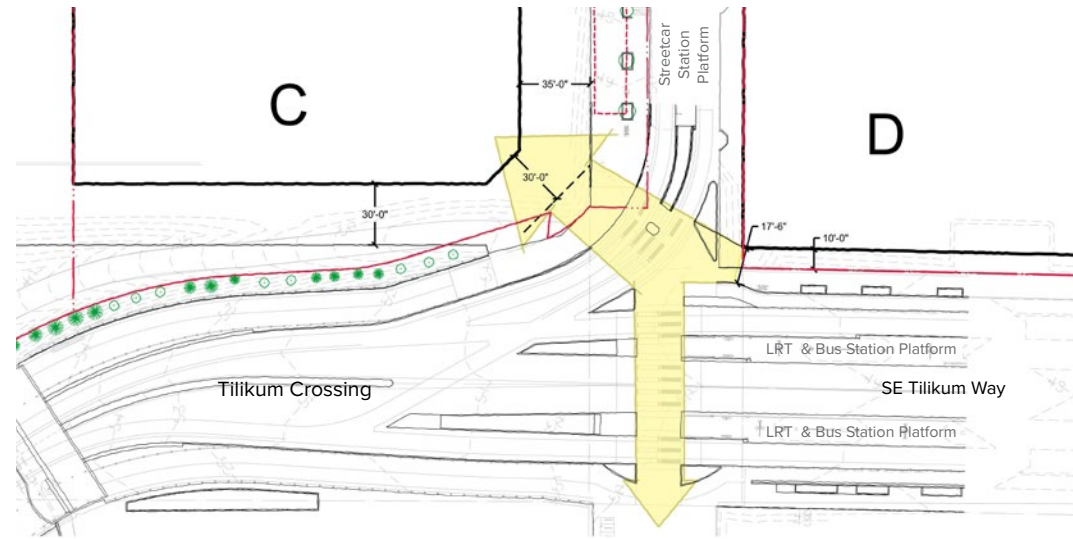 Streetcar
Station
Platform
35'-0"
C
D
30'-0"
30'-0"
17'-6"
10'-0"
LRT & Bus Station Platform
Tilikum Crossing
SE Tilikum Way
LRT & Bus Station Platform